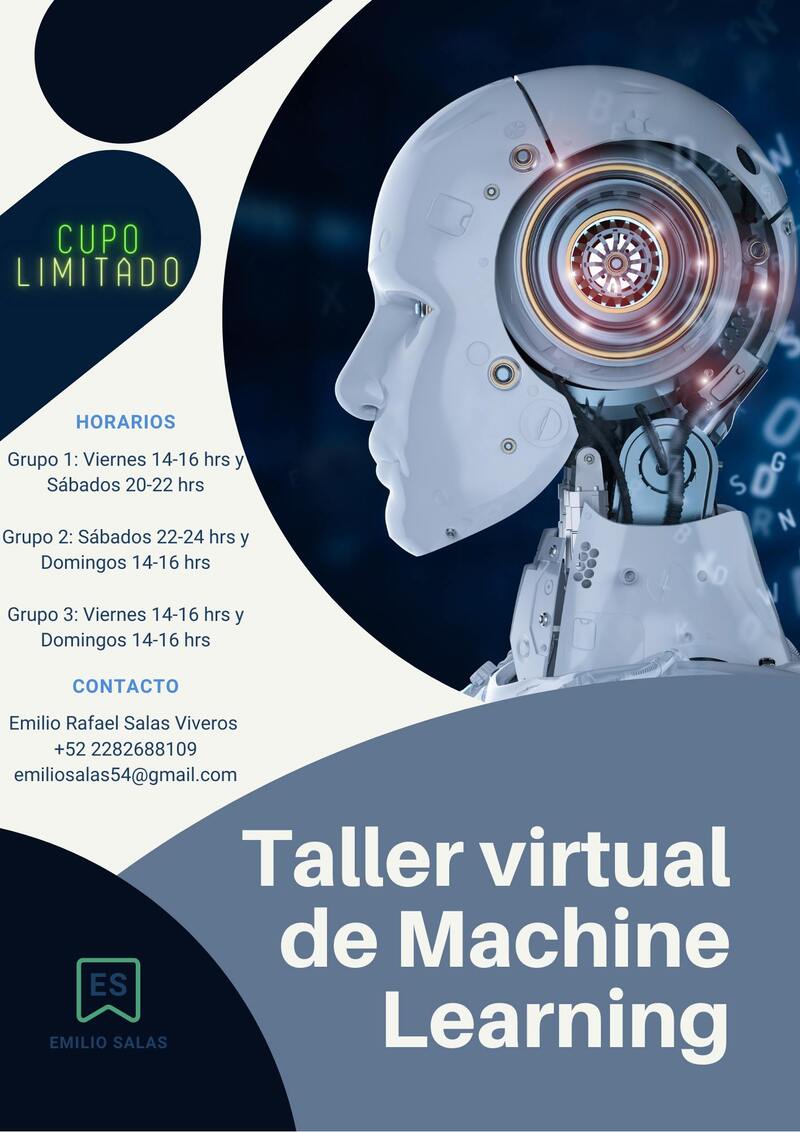 CUPO
LIMITADO
HORARIOS
Grupo 1: Viernes 14-16 hrs y
Sábados 20-22 hrs
Grupo 2: Sábados 22-24 hrs y
Domingos 14-16 hrs
Grupo 3: Viernes 14-16 hrs y
Domingos 14-16 hrs
CONTACTO
Emilio Rafael Salas Viveros
+52 2282688109
emiliosalas54@gmail.com
Taller virtual
de Machine
Learning
ES
EMILIO SALAS